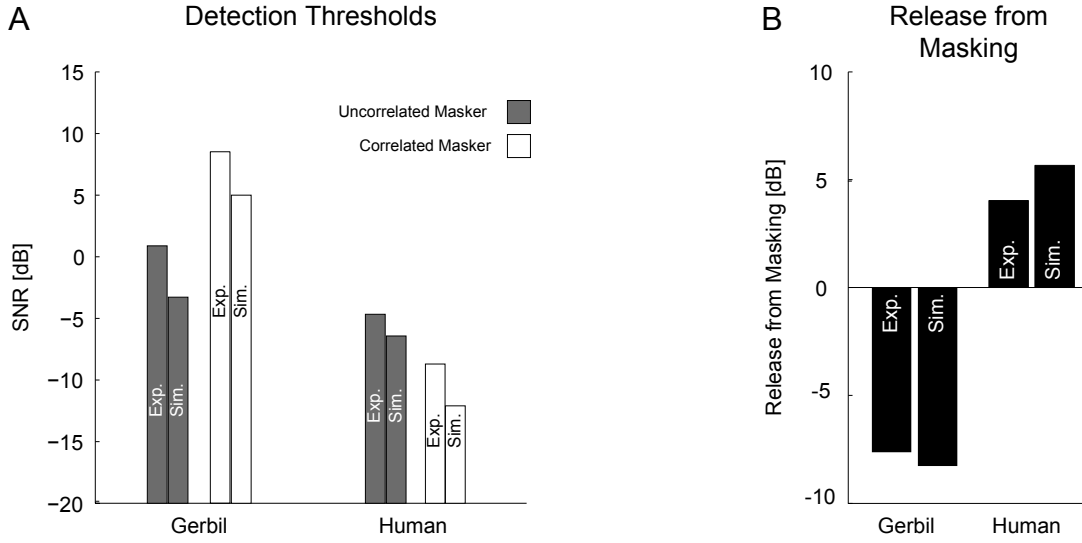 A
Detection Thresholds
SNR [dB]
15
10
5
0
−5
−10
−15
−20
Uncorrelated Masker
Correlated Masker
Exp.
Sim.
Exp.
Sim.
Exp.
Sim.
Exp.
Sim.
Gerbil
Human
B
Release from
Masking
Release from Masking [dB]
10
5
0
-5
-10
Exp.
Sim.
Exp.
Sim.
Gerbil
Human